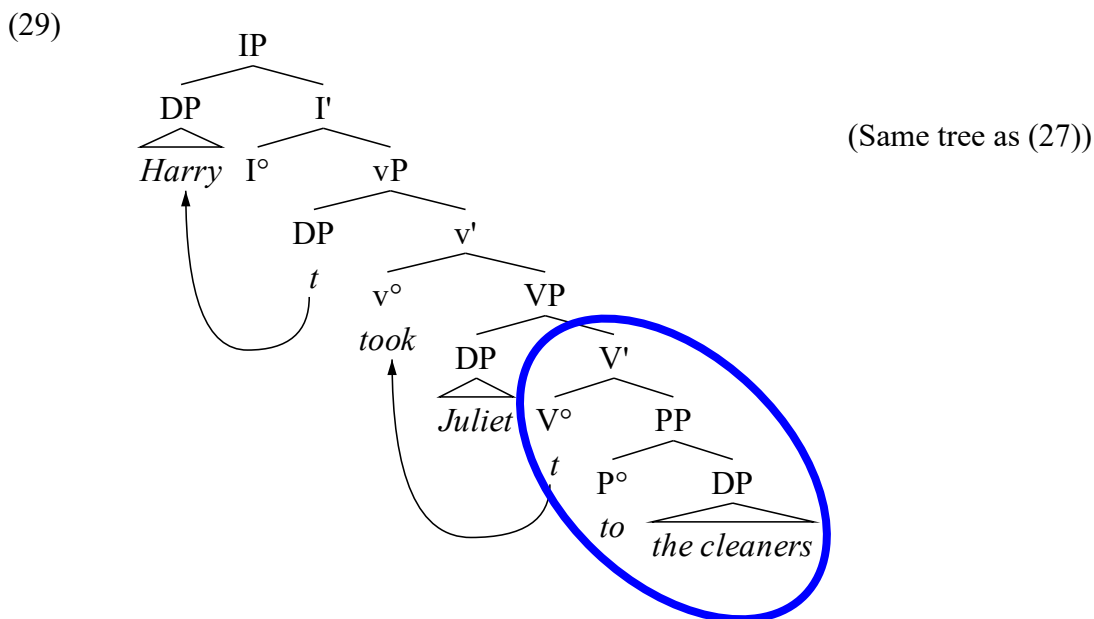 (29)
IP
DP I'
(Same tree as (27))
Harry I° vP
DP v'
t v° VP
took DP V'
Juliet V° PP
t P° DP
to the cleaners